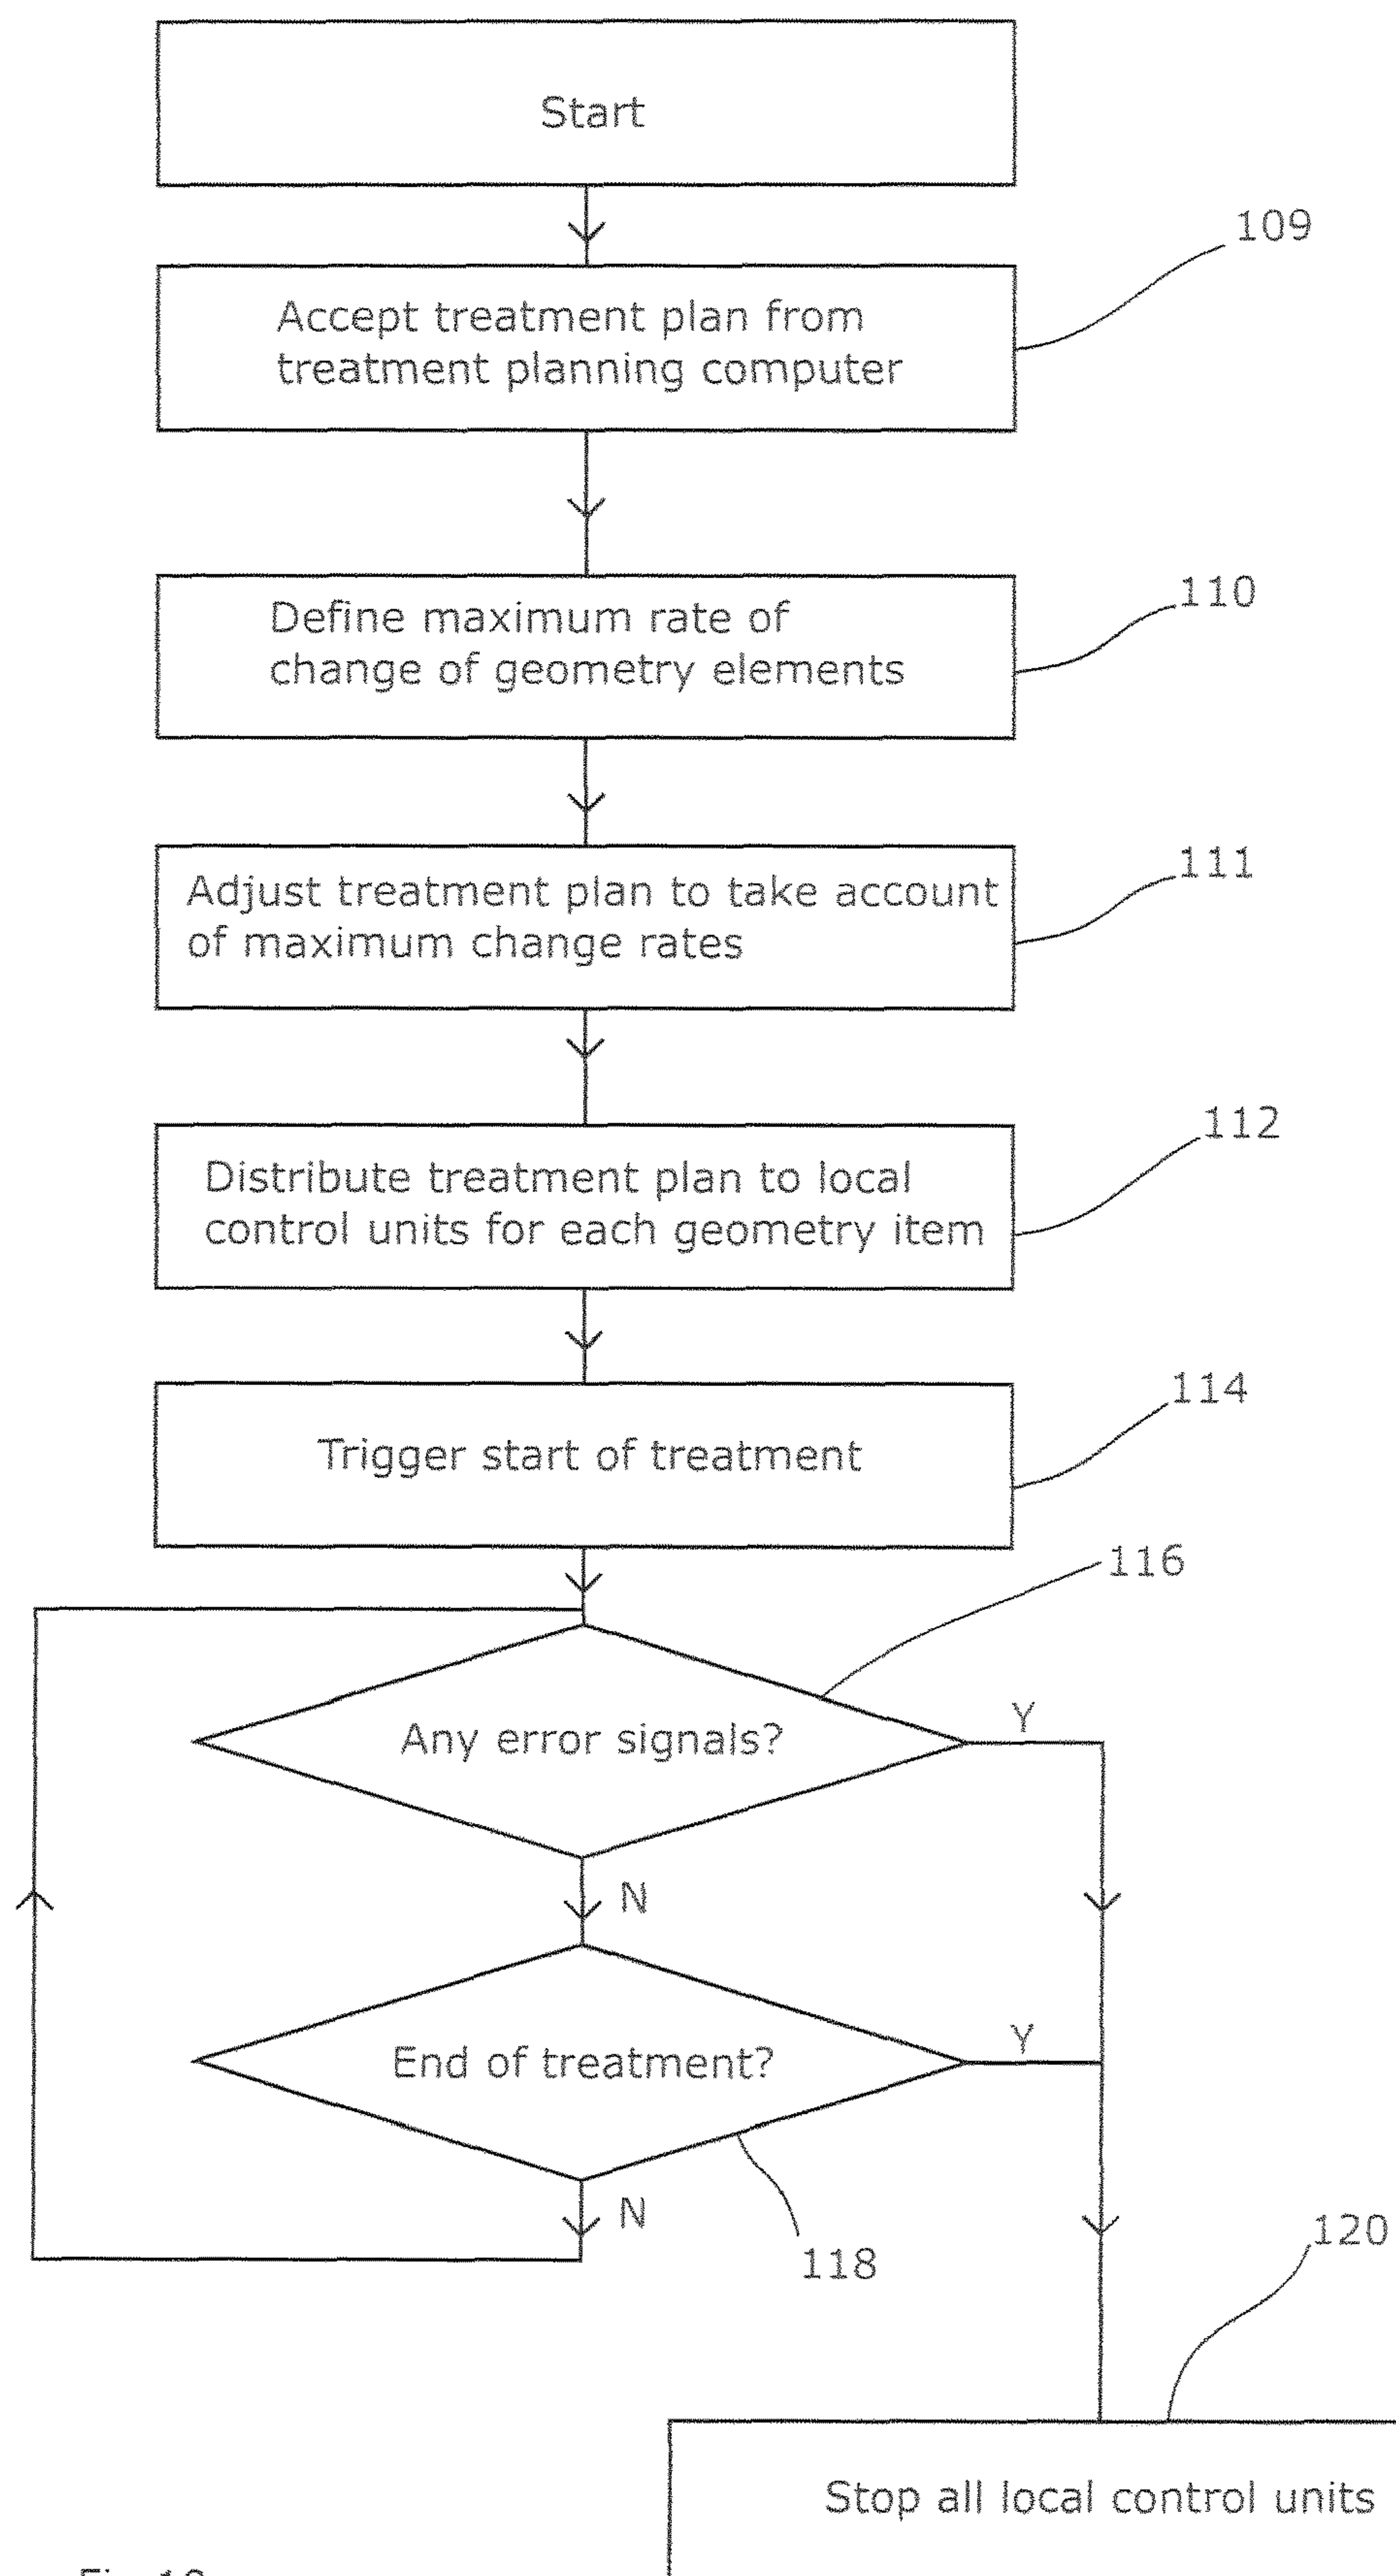 Start
109
Accept treatment plan from
treatment planning computer
110
Define maximum rate of
change of geometry elements
111
Adjust treatment plan to take account
of maximum change rates
112
Distribute treatment plan to local
control units for each geometry item
114
Trigger start of treatment
116
Any error signals?
Y
N
End of treatment?
Y
N
118
120
Stop all local control units